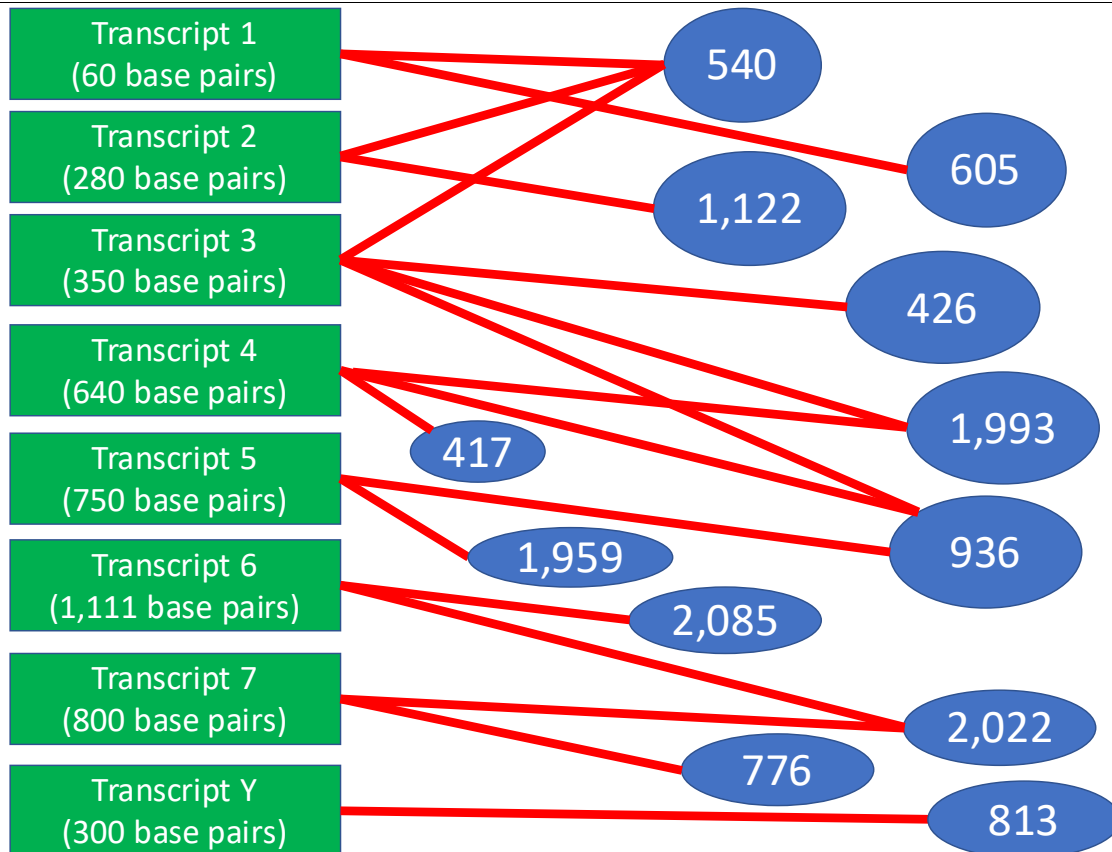 Transcript 1
(60 base pairs)
540
Transcript 2
(280 base pairs)
605
1,122
Transcript 3
(350 base pairs)
426
Transcript 4
(640 base pairs)
1,993
417
Transcript 5
(750 base pairs)
936
1,959
Transcript 6
(1,111 base pairs)
2,085
Transcript 7
(800 base pairs)
2,022
776
Transcript Y
(300 base pairs)
813